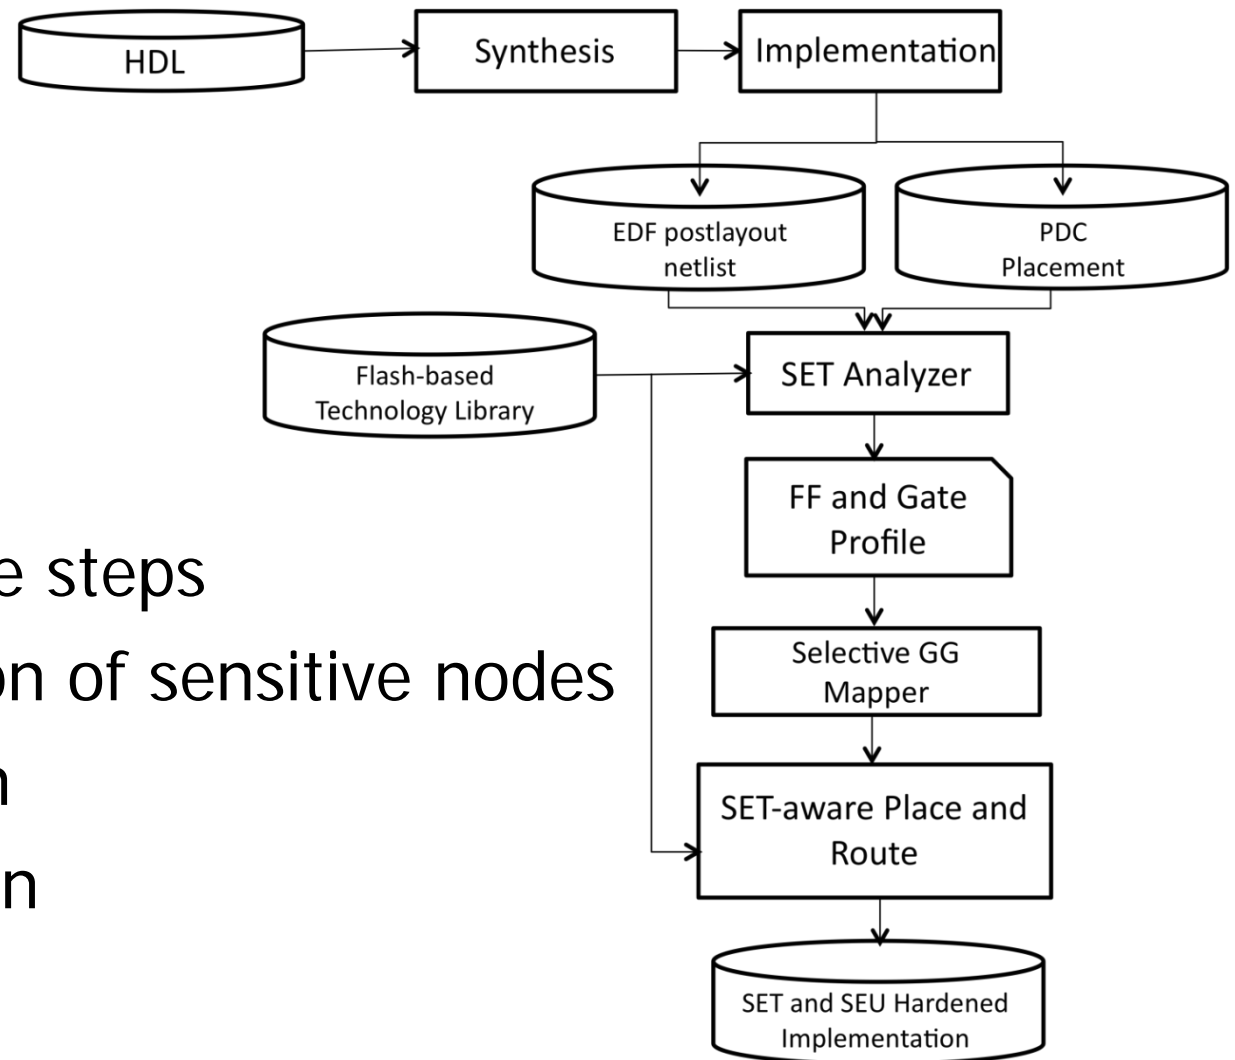 HDL
Synthesis
Implementation
EDF postlayout
netlist
PDC
Placement
Flash-based
Technology Library
SET Analyzer
FF and Gate
Profile
steps
of sensitive nodes
Selective GG
Mapper
SET-aware Place and
Route
SET and SEU Hardened
Implementation